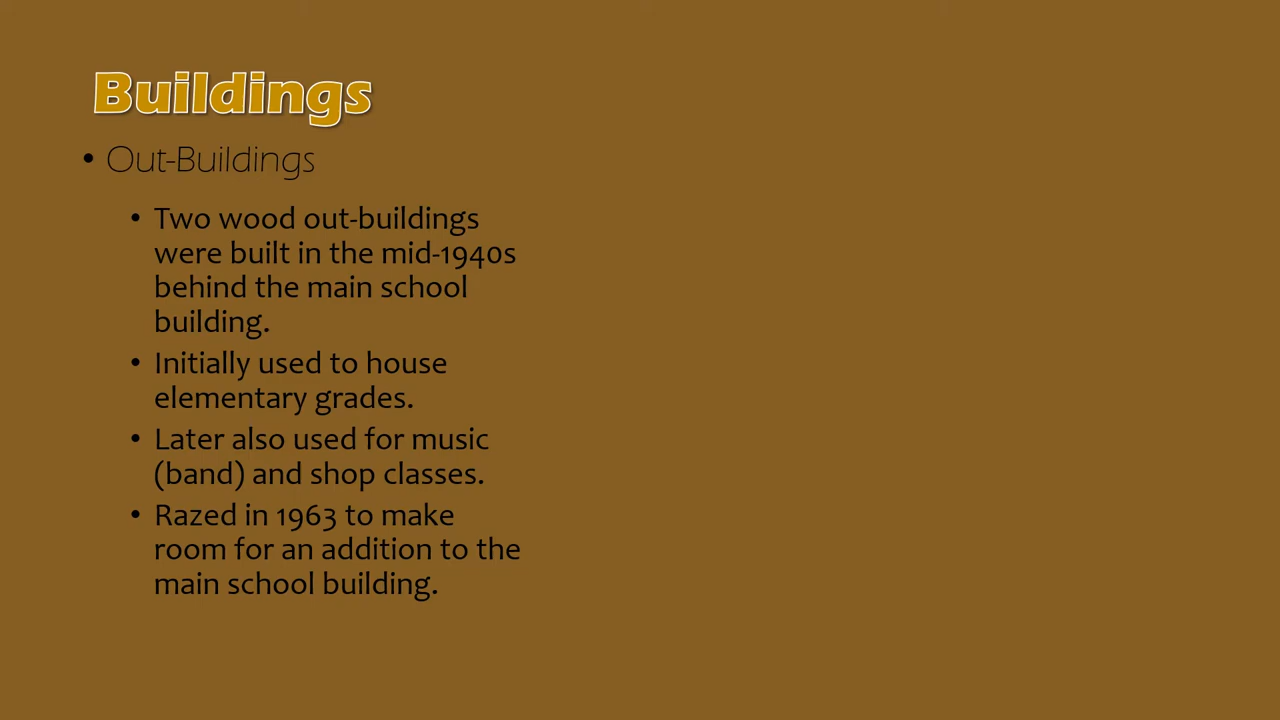 Buildings
• Out-Buildings
• Two wood out-buildings
were built in the mid-1940s
behind the main school
building.
• Initially used to house
elementary grades.
• Later also used for music
(band) and shop classes.
• Razed in 1963 to make
room for an addition to the
main school building.